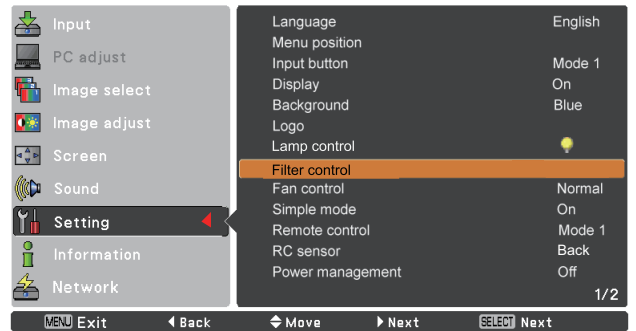 Input
PC adjust
Image select
Image adjust
Screen
Sound
Setting
Information
Network
Language English
Menu position
Input button Mode 1
Display On
Background Blue
Logo
Lamp control
Filter control
Fan control Normal
Simple mode On
Remote control Mode 1
RC sensor Back
Power management Off
1/2
MENU Exit Back Move Next SELECT Next